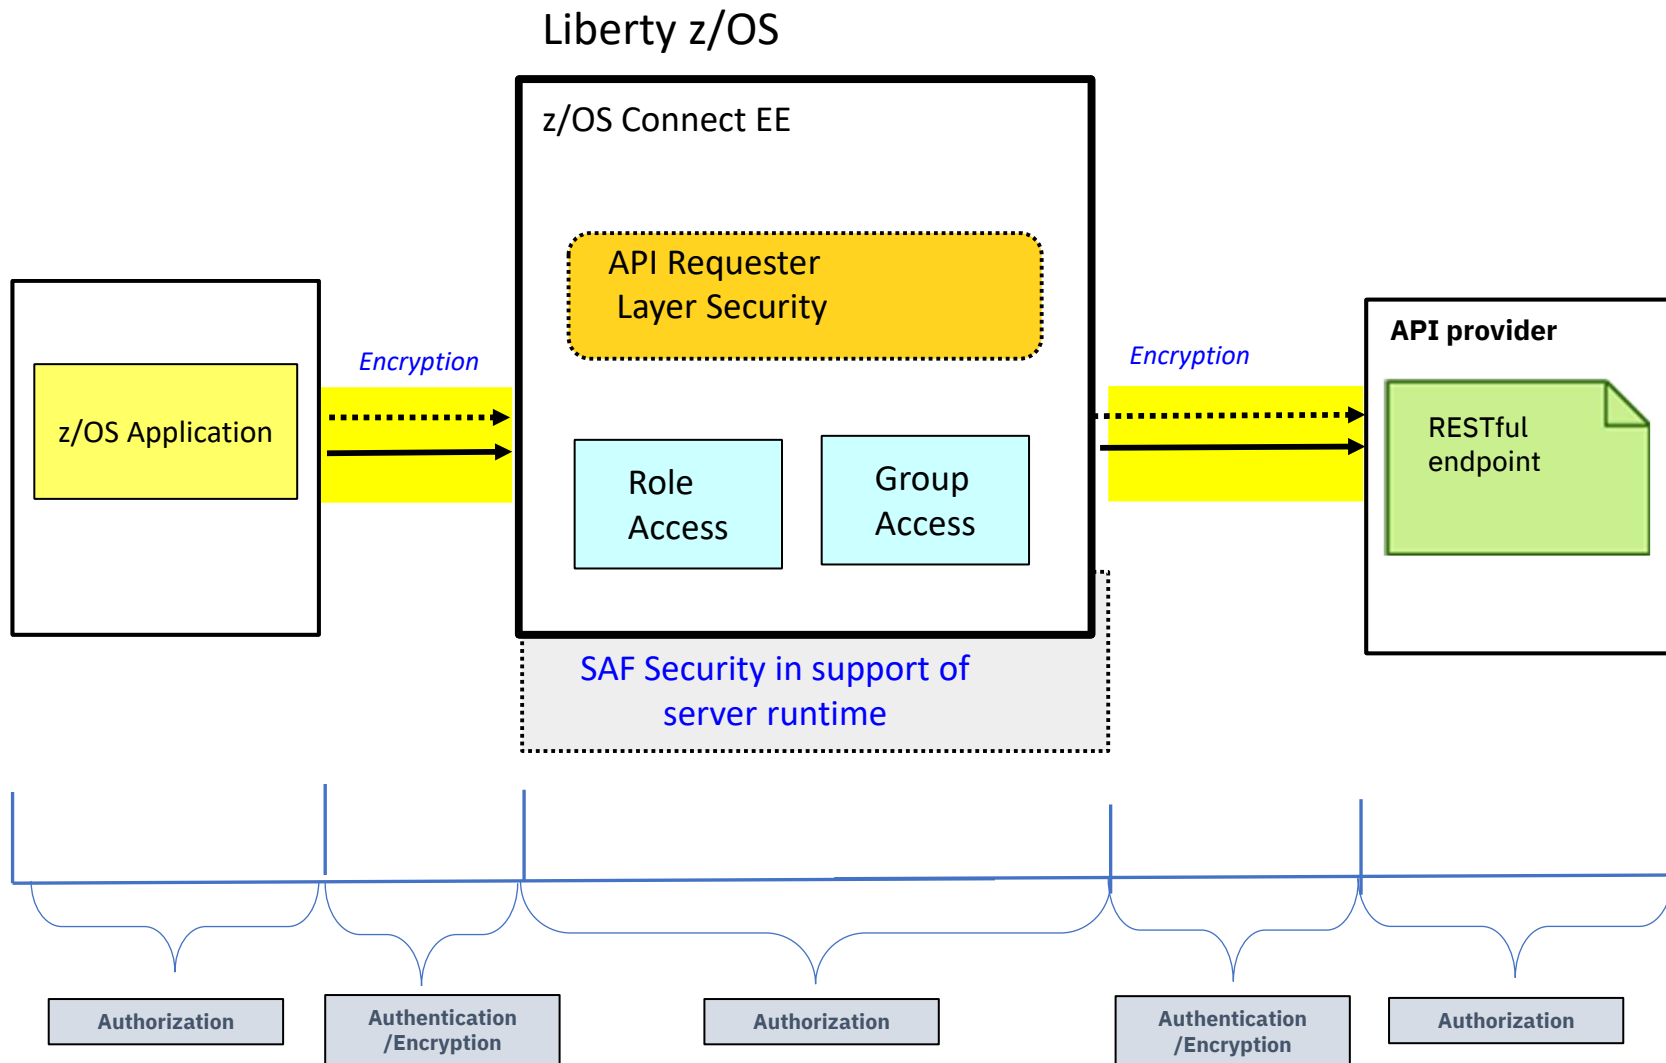 Liberty z/OS
z/OS Connect EE
API Requester
Layer Security
API provider
Encryption
Encryption
z/OS Application
RESTful
endpoint
Role
Access
Group
Access
SAF Security in support of
server runtime
Authorization
Authentication
/Encryption
Authorization
Authentication
/Encryption
Authorization